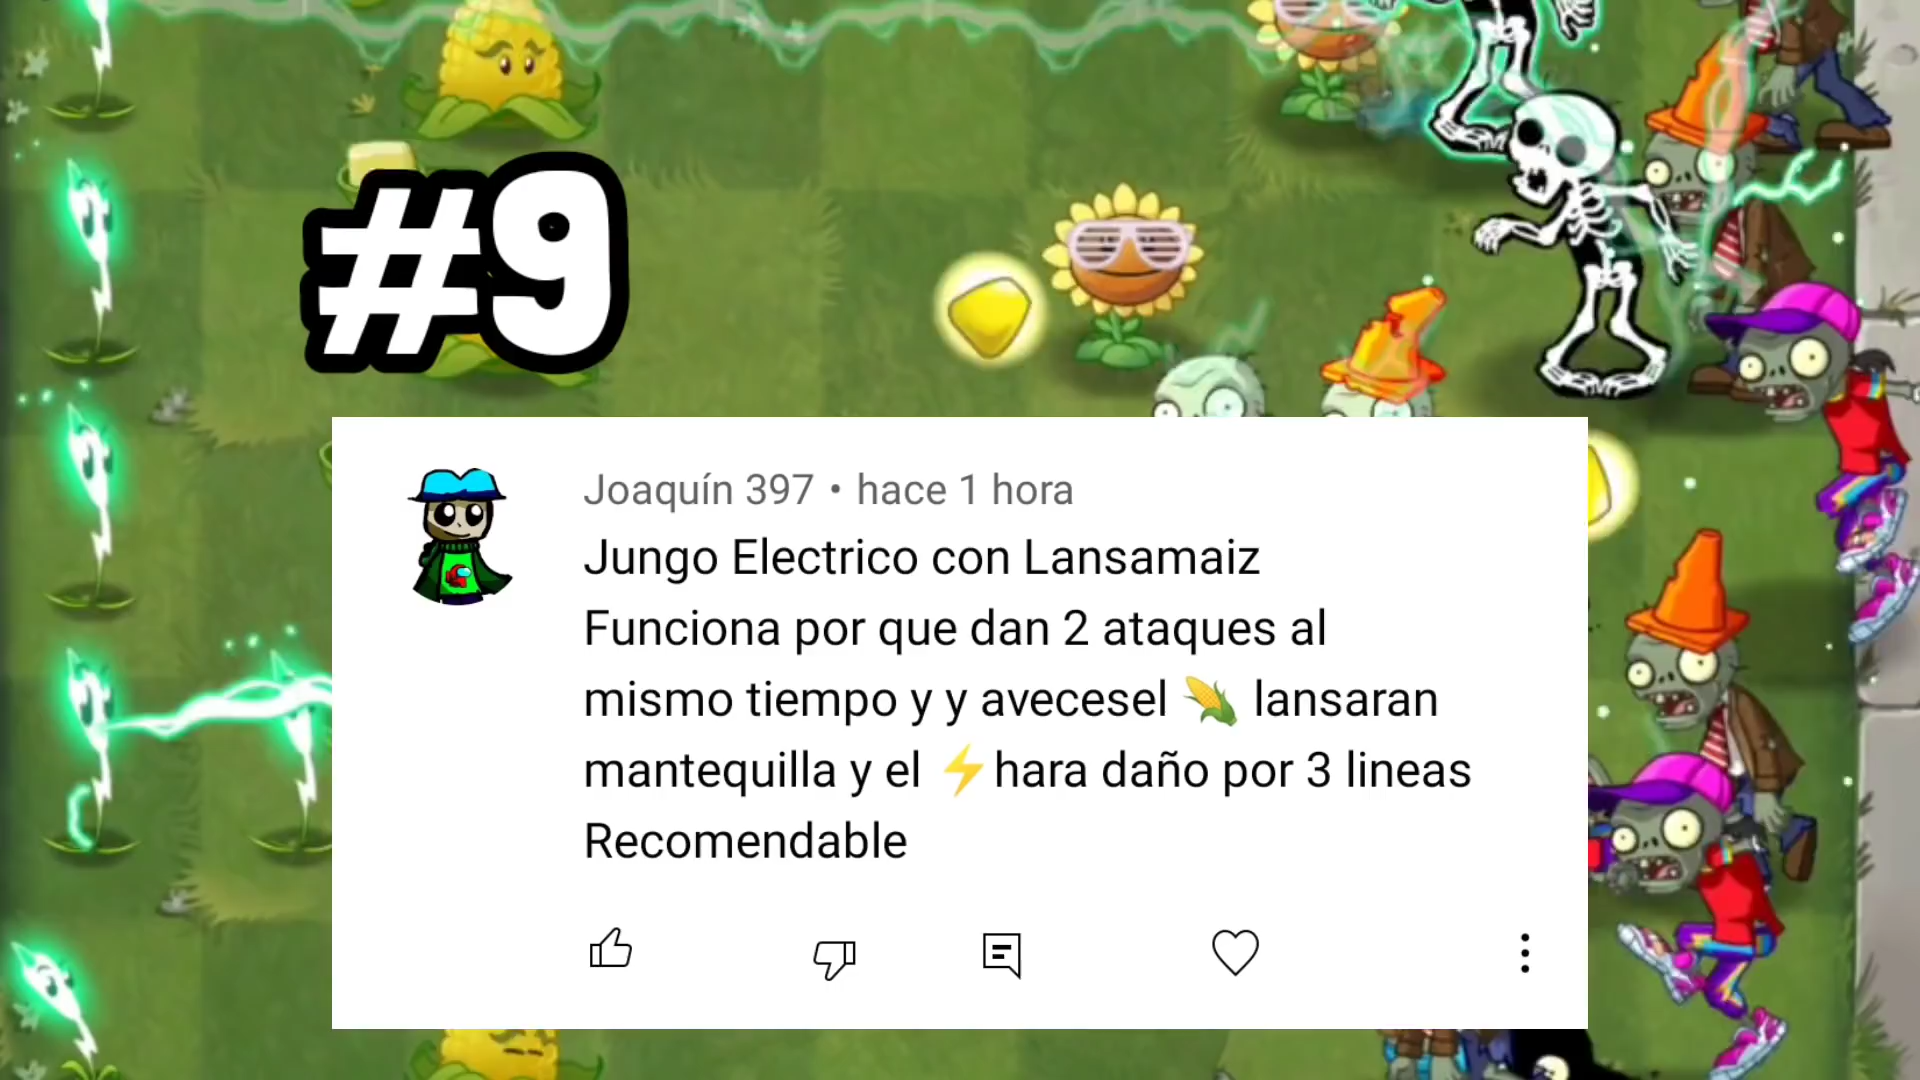 #9
Joaquín 397 • hace 1 hora
Jungo Electrico con Lansamaiz
Funciona por que dan 2 ataques al
mismo tiempo y y avecesel 🌽 lansaran
mantequilla y el ⚡hara daño por 3 lineas
Recomendable